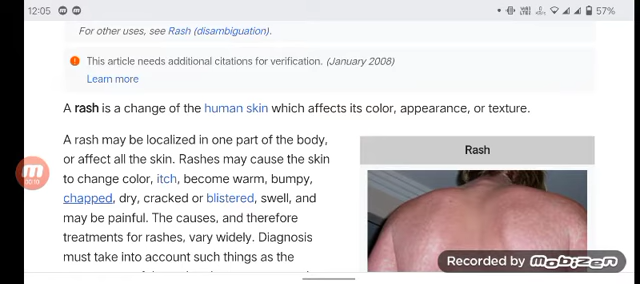 12:05
57%
For other uses, see Rash (disambiguation).
This article needs additional citations for verification. (January 2008)
Learn more
A rash is a change of the human skin which affects its color, appearance, or texture.
A rash may be localized in one part of the body,
or affect all the skin. Rashes may cause the skin
to change color, itch, become warm, bumpy,
chapped, dry, cracked or blistered, swell, and
may be painful. The causes, and therefore
treatments for rashes, vary widely. Diagnosis
must take into account such things as the
Rash
Recorded by mobizen